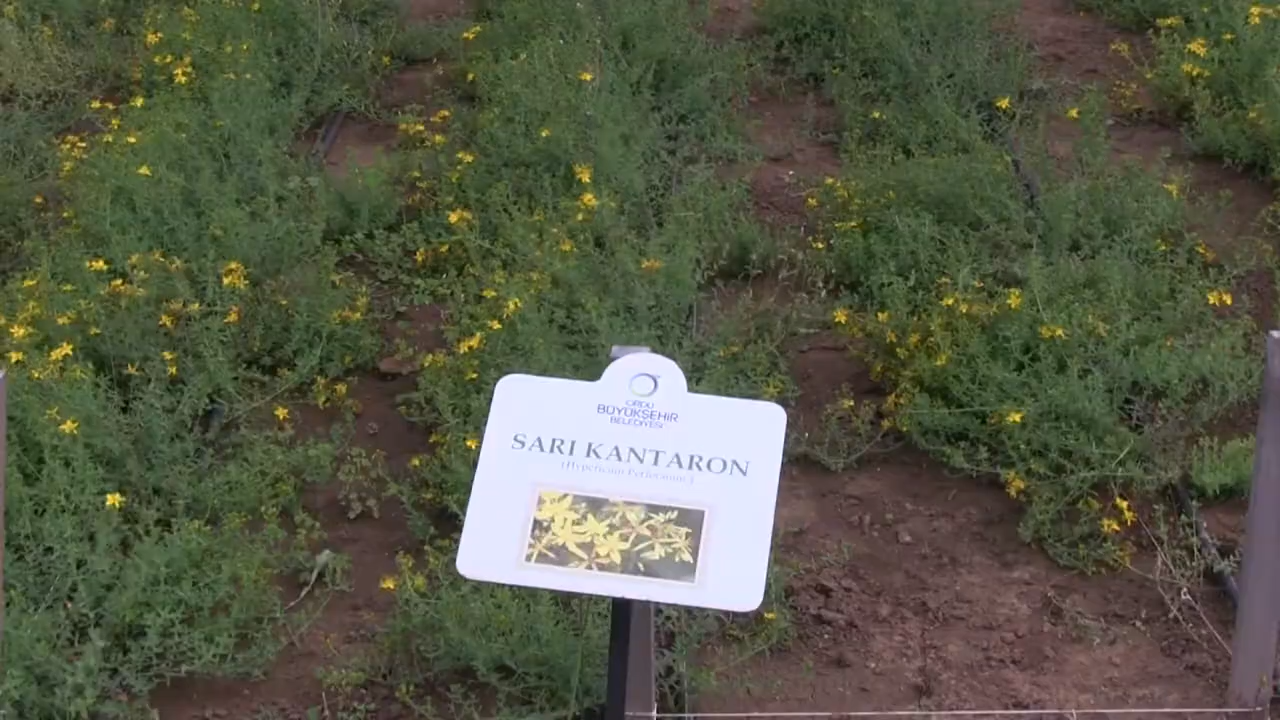 ORDU
BÜYÜKŞEHİR
BELEDİYESİ
SARI KANTARON
(Hypericum Perforatum)